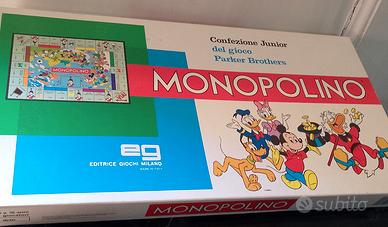 MONOPOLINO
Confezione Junior
del gioco
Parker Brothers
MONOPOLINO
eg
EDITRICE GIOCHI MILANO
MADE IN ITALY
MONOPOLINO
subito